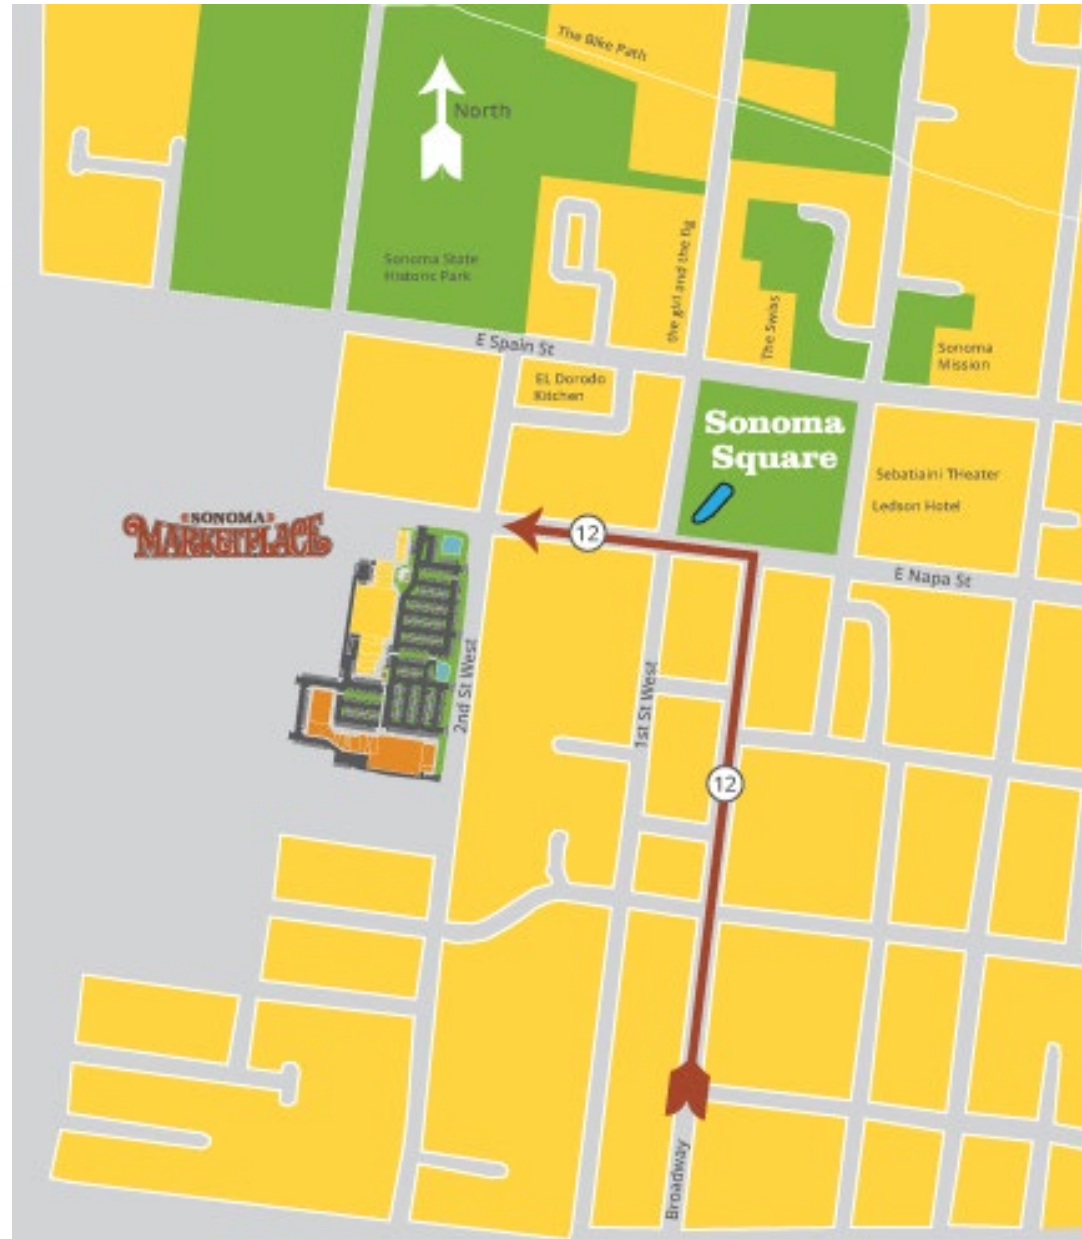 The Bike Path
North
Sonoma State
Historic Park
the girl and the fig
The Swiss
E Spain St
Sonoma
Mission
EL Dorodo
Kitchen
Sonoma
Square
Sebatiaini THeater
Ledson Hotel
SONOMA
MARKETPLACE
12
E Napa St
2nd St West
1st St West
12
Broadway